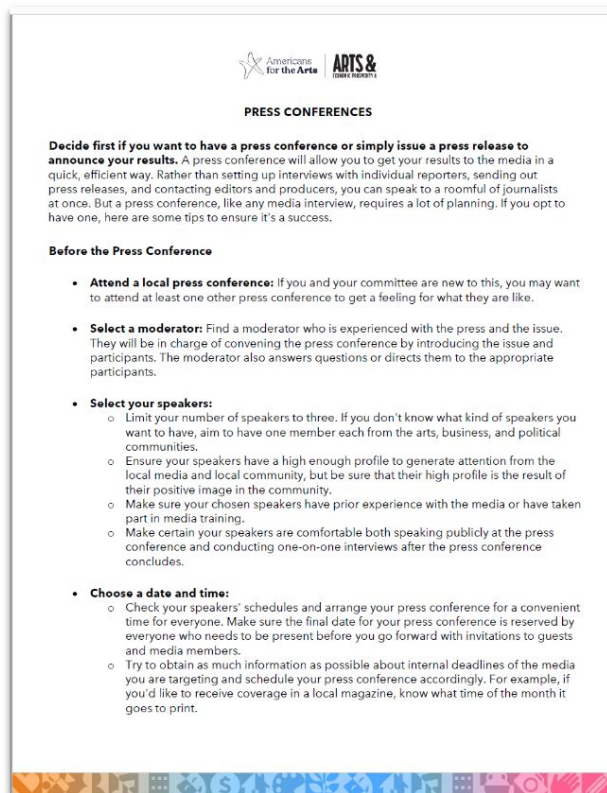 Americans
for the Arts
ARTS &
ECONOMIC PROSPERITY 6
PRESS CONFERENCES
Decide first if you want to have a press conference or simply issue a press release to
announce your results. A press conference will allow you to get your results to the media in a
quick, efficient way. Rather than setting up interviews with individual reporters, sending out
press releases, and contacting editors and producers, you can speak to a roomful of journalists
at once. But a press conference, like any media interview, requires a lot of planning. If you opt to
have one, here are some tips to ensure it's a success.
Before the Press Conference
• Attend a local press conference: If you and your committee are new to this, you may want
to attend at least one other press conference to get a feeling for what they are like.
• Select a moderator: Find a moderator who is experienced with the press and the issue.
They will be in charge of convening the press conference by introducing the issue and
participants. The moderator also answers questions or directs them to the appropriate
participants.
• Select your speakers:
o Limit your number of speakers to three. If you don't know what kind of speakers you
want to have, aim to have one member each from the arts, business, and political
communities.
o Ensure your speakers have a high enough profile to generate attention from the
local media and local community, but be sure that their high profile is the result of
their positive image in the community.
o Make sure your chosen speakers have prior experience with the media or have taken
part in media training.
o Make certain your speakers are comfortable both speaking publicly at the press
conference and conducting one-on-one interviews after the press conference
concludes.
• Choose a date and time:
o Check your speakers' schedules and arrange your press conference for a convenient
time for everyone. Make sure the final date for your press conference is reserved by
everyone who needs to be present before you go forward with invitations to guests
and media members.
o Try to obtain as much information as possible about internal deadlines of the media
you are targeting and schedule your press conference accordingly. For example, if
you'd like to receive coverage in a local magazine, know what time of the month it
goes to print.